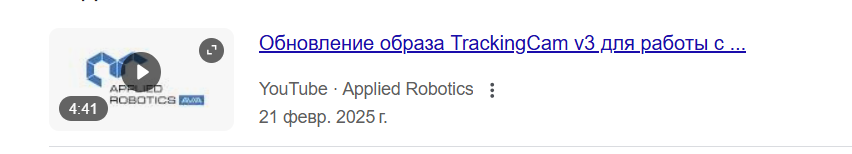 Обновление образа TrackingCam v3 для работы с ...
APPLIED
ROBOTICS
4:41
YouTube · Applied Robotics
21 февр. 2025 г.